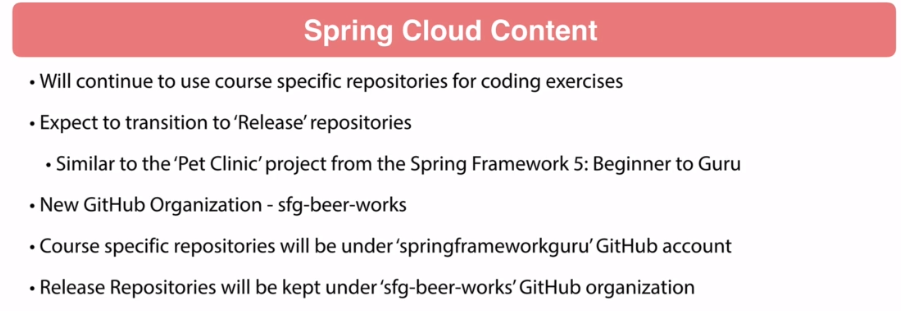 Spring Cloud Content
• Will continue to use course specific repositories for coding exercises
• Expect to transition to 'Release' repositories
• Similar to the 'Pet Clinic' project from the Spring Framework 5: Beginner to Guru
• New GitHub Organization - sfg-beer-works
• Course specific repositories will be under 'springframeworkguru' GitHub account
• Release Repositories will be kept under 'sfg-beer-works' GitHub organization